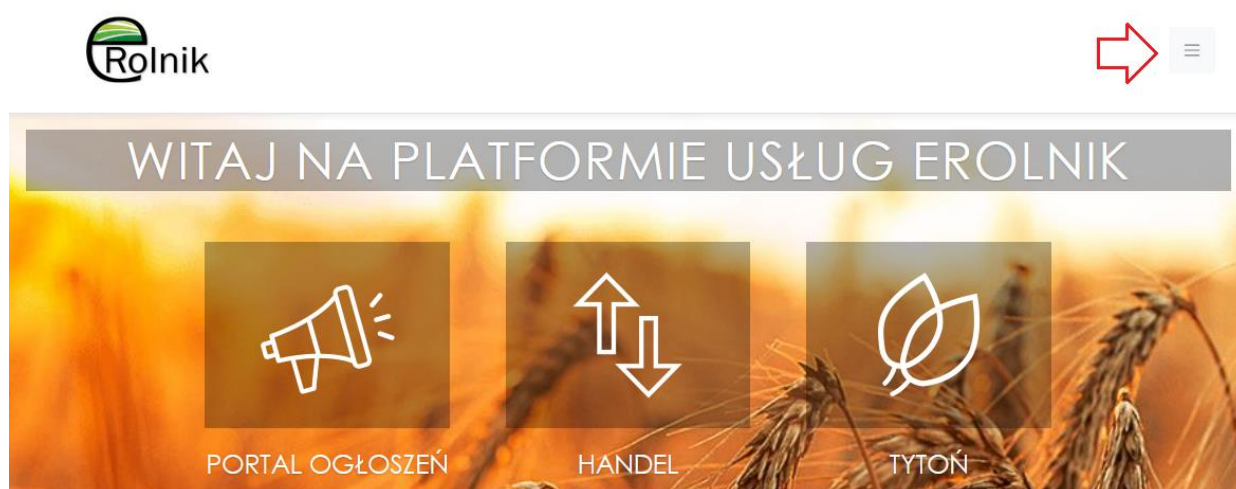 eRolnik
WITAJ NA PLATFORMIE USŁUG EROLNIK
PORTAL OGŁOSZEŃ HANDEL TYTOŃ